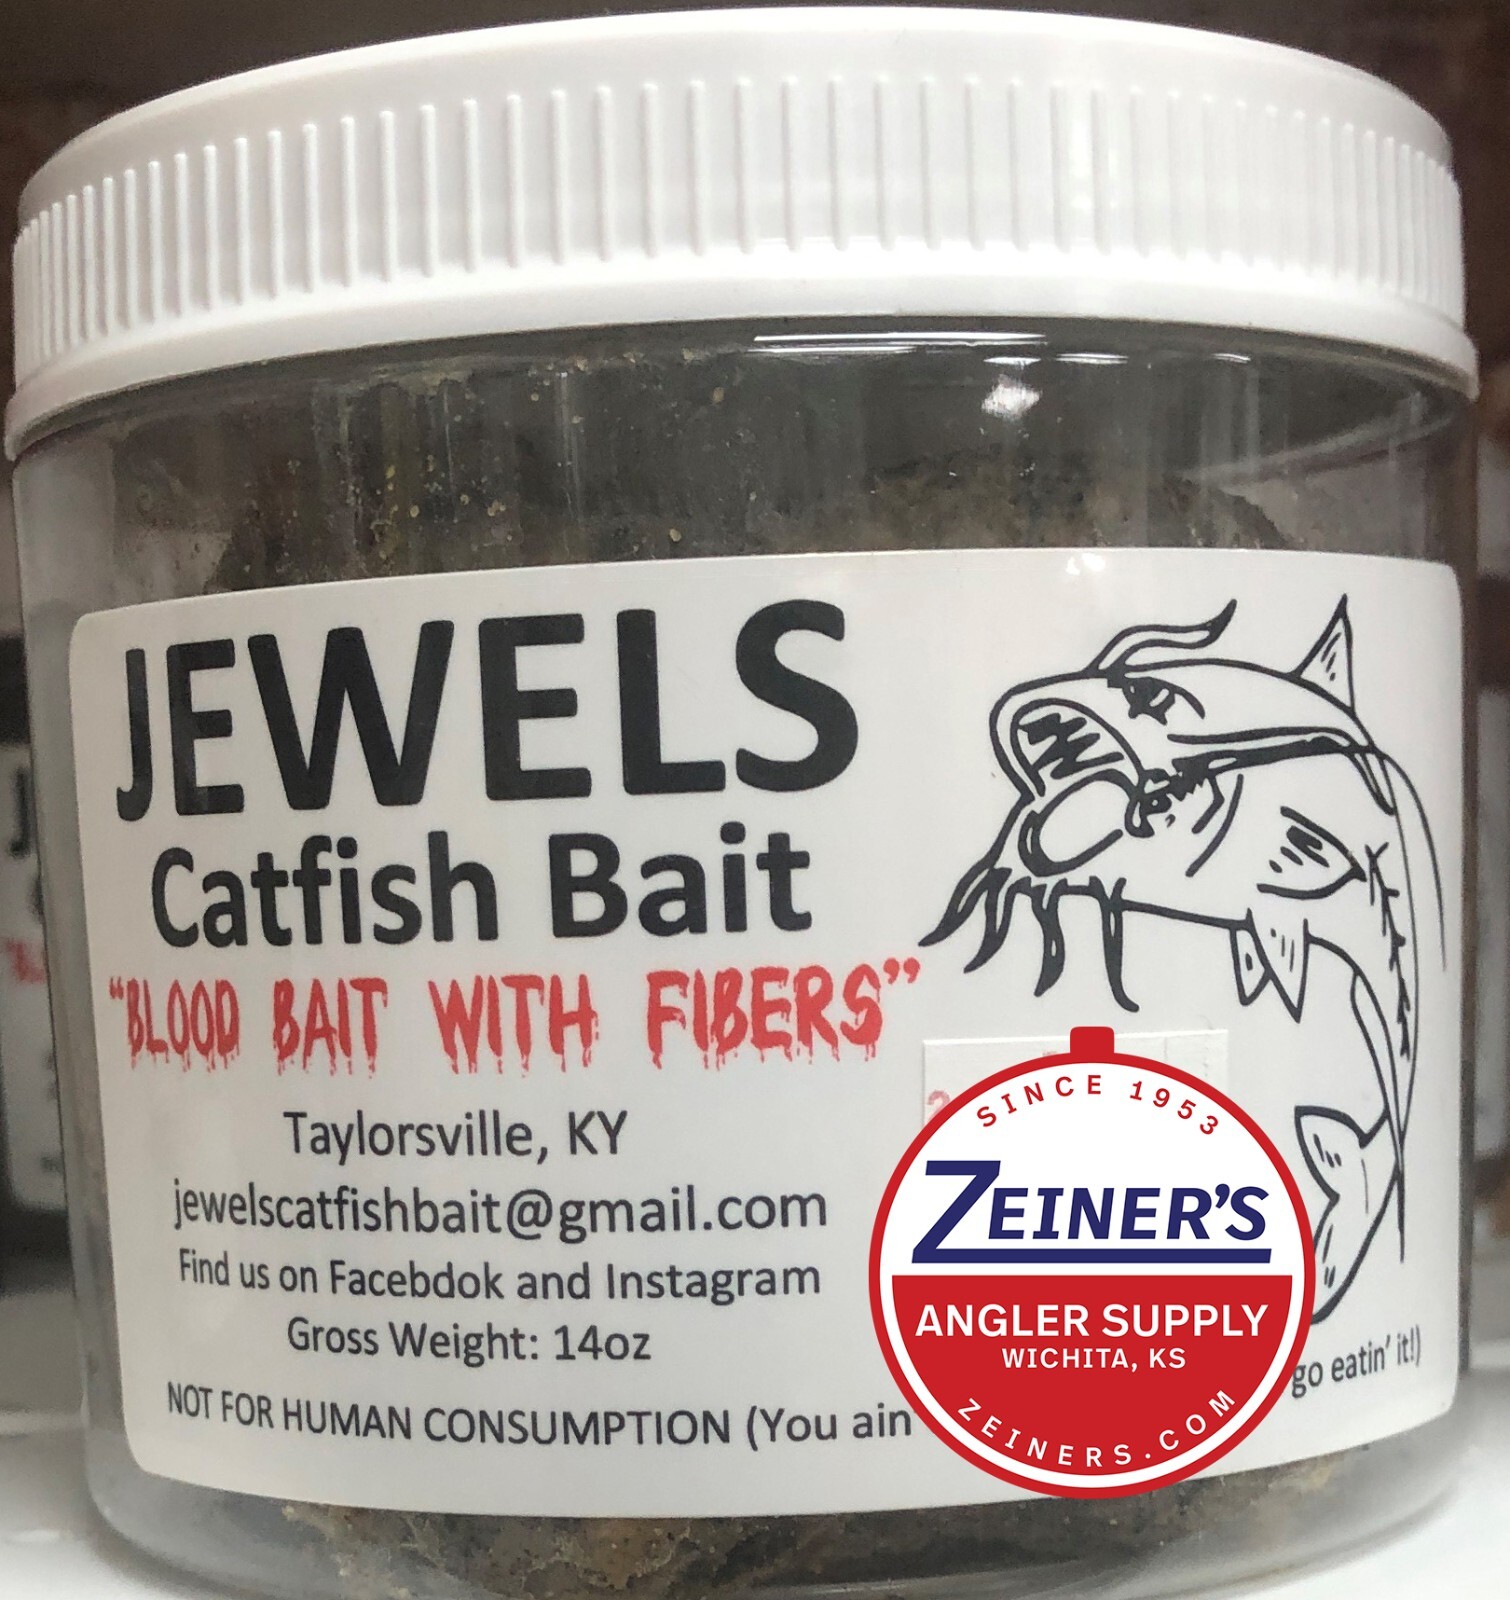 JEWELS
Catfish Bait
“BLOOD BAIT WITH FIBERS”
Taylorsville, KY
jewelscatfishbait@gmail.com
Find us on Facebdok and Instagram
Gross Weight: 14oz
NOT FOR HUMAN CONSUMPTION (You ain
go eatin' it!)
SINCE 1953
ZEINER'S
ANGLER SUPPLY
WICHITA, KS
ZEINERS.COM